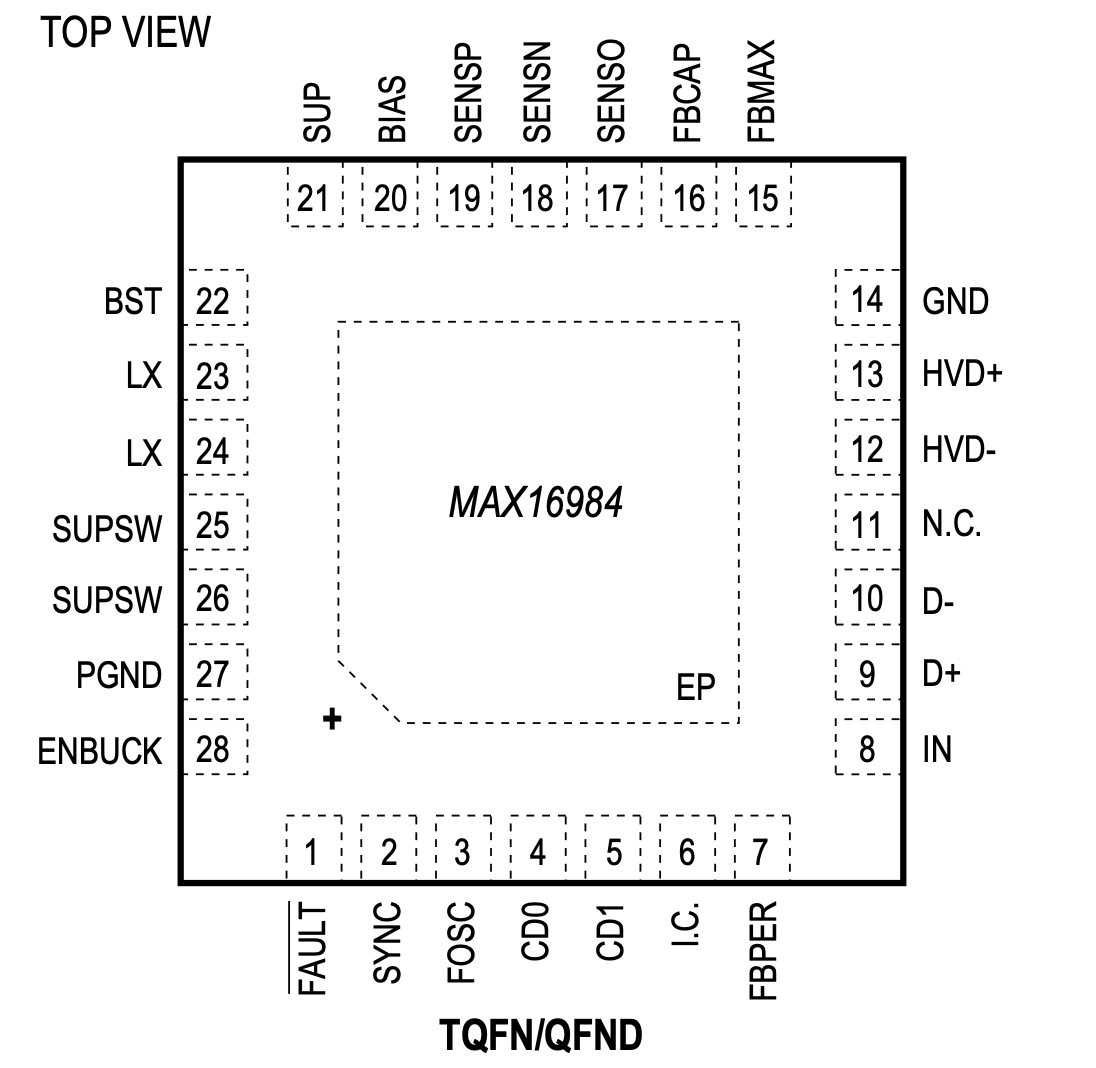 TOP VIEW
SUP BIAS SENSP SENSN SENSO FBCAP FBMAX
21 20 19 18 17 16 15
BST 22 14 GND
LX 23 13 HVD+
LX 24 12 HVD-
MAX16984
SUPSW 25 11 N.C.
SUPSW 26 10 D-
PGND 27 9 D+
EP
+
ENBUCK 28 8 IN
1 2 3 4 5 6 7
FAULT SYNC FOSC CD0 CD1 I.C. FBPER
TQFN/QFND